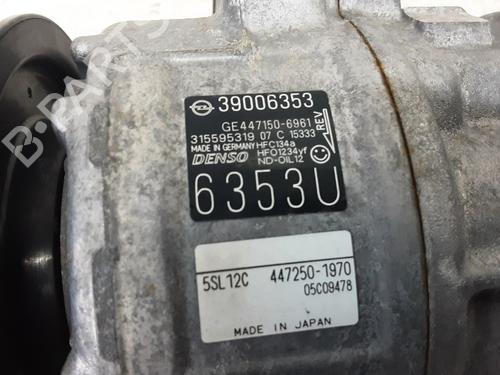 39006353
GE447150-6961
315595319 07 C 15333
MADE IN GERMANY HFC134a
DENSO HFO1234yf
ND-OIL12
REV
6353U
5SL12C 447250-1970
05C09478
MADE IN JAPAN
B-PARTS